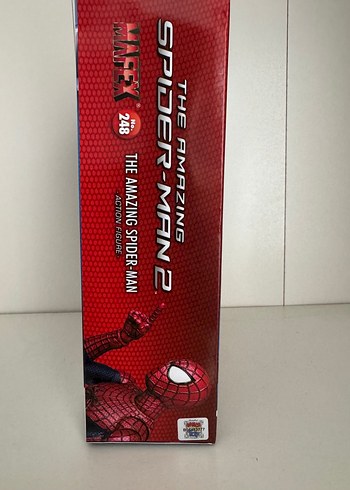 THE AMAZING
SPIDER-MAN 2
MAFEX
No.
248
THE AMAZING SPIDER-MAN
ACTION FIGURE